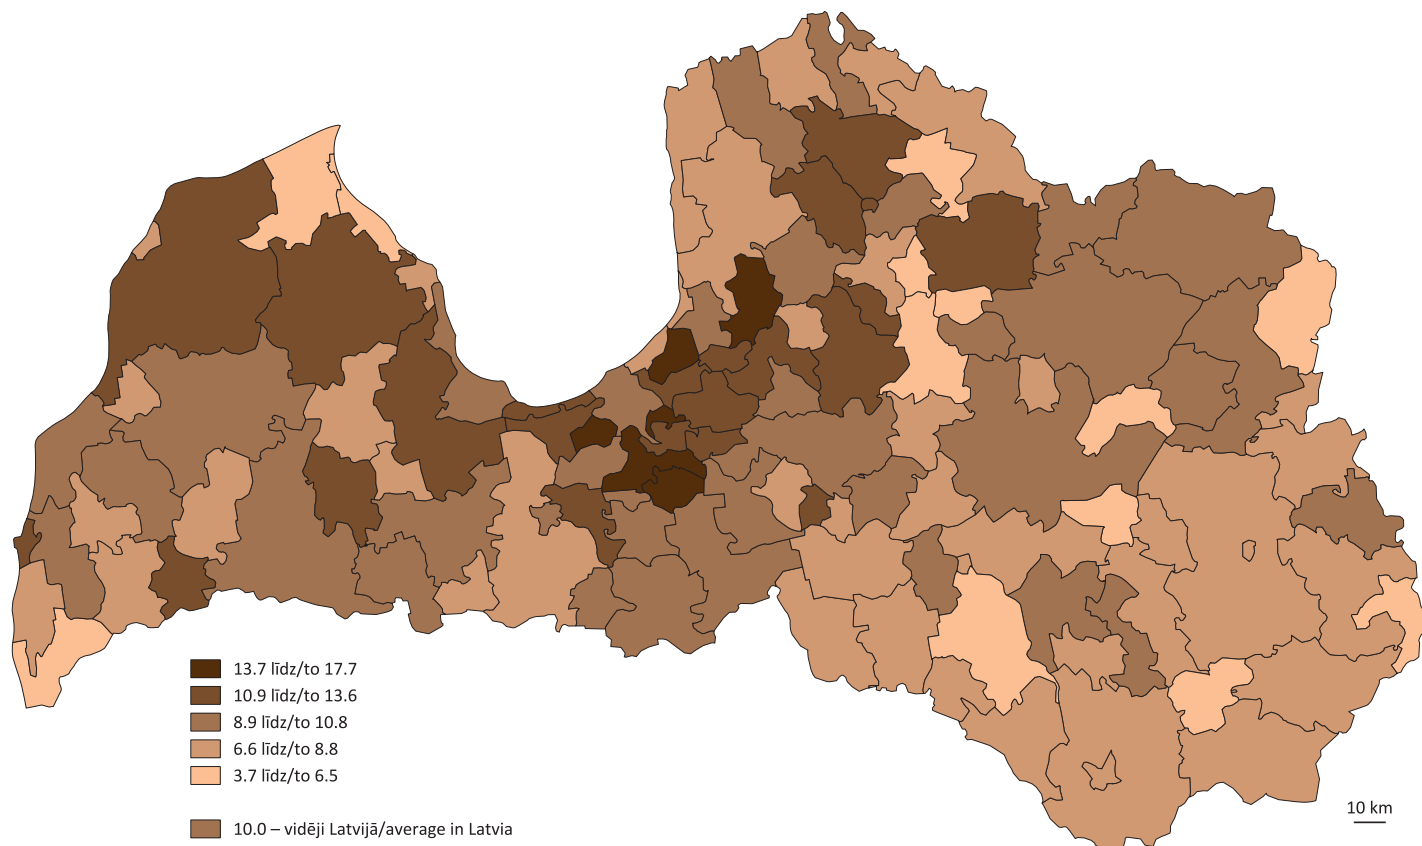 13.7 līdz/to 17.7
10.9 līdz/to 13.6
8.9 līdz/to 10.8
6.6 līdz/to 8.8
3.7 līdz/to 6.5
10.0 – vidēji Latvijā/average in Latvia
10 km